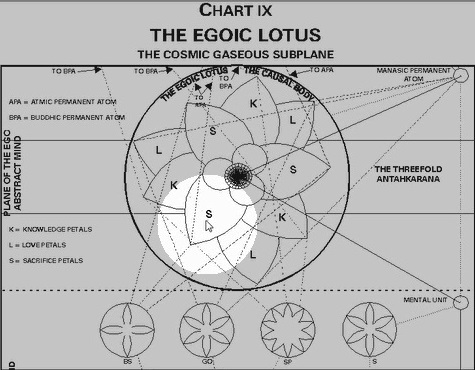 CHART IX
THE EGOIC LOTUS
THE COSMIC GASEOUS SUBPLANE
TO BPA
TO BPA
THE EGOIC LOTUS
TO BPA
THE CAUSAL BODY
TO APA
MANASIC PERMANENT
ATOM
TO
APA
APA = ATMIC PERMANENT ATOM
BPA = BUDDHIC PERMANENT ATOM
K
L
S
L
S
K
S
K
L
PLANE OF THE EGO
ABSTRACT MIND
THE THREEFOLD
ANTAHKARANA
K = KNOWLEDGE PETALS
L = LOVE PETALS
S = SACRIFICE PETALS
MENTAL UNIT
BS
GO
SP
S